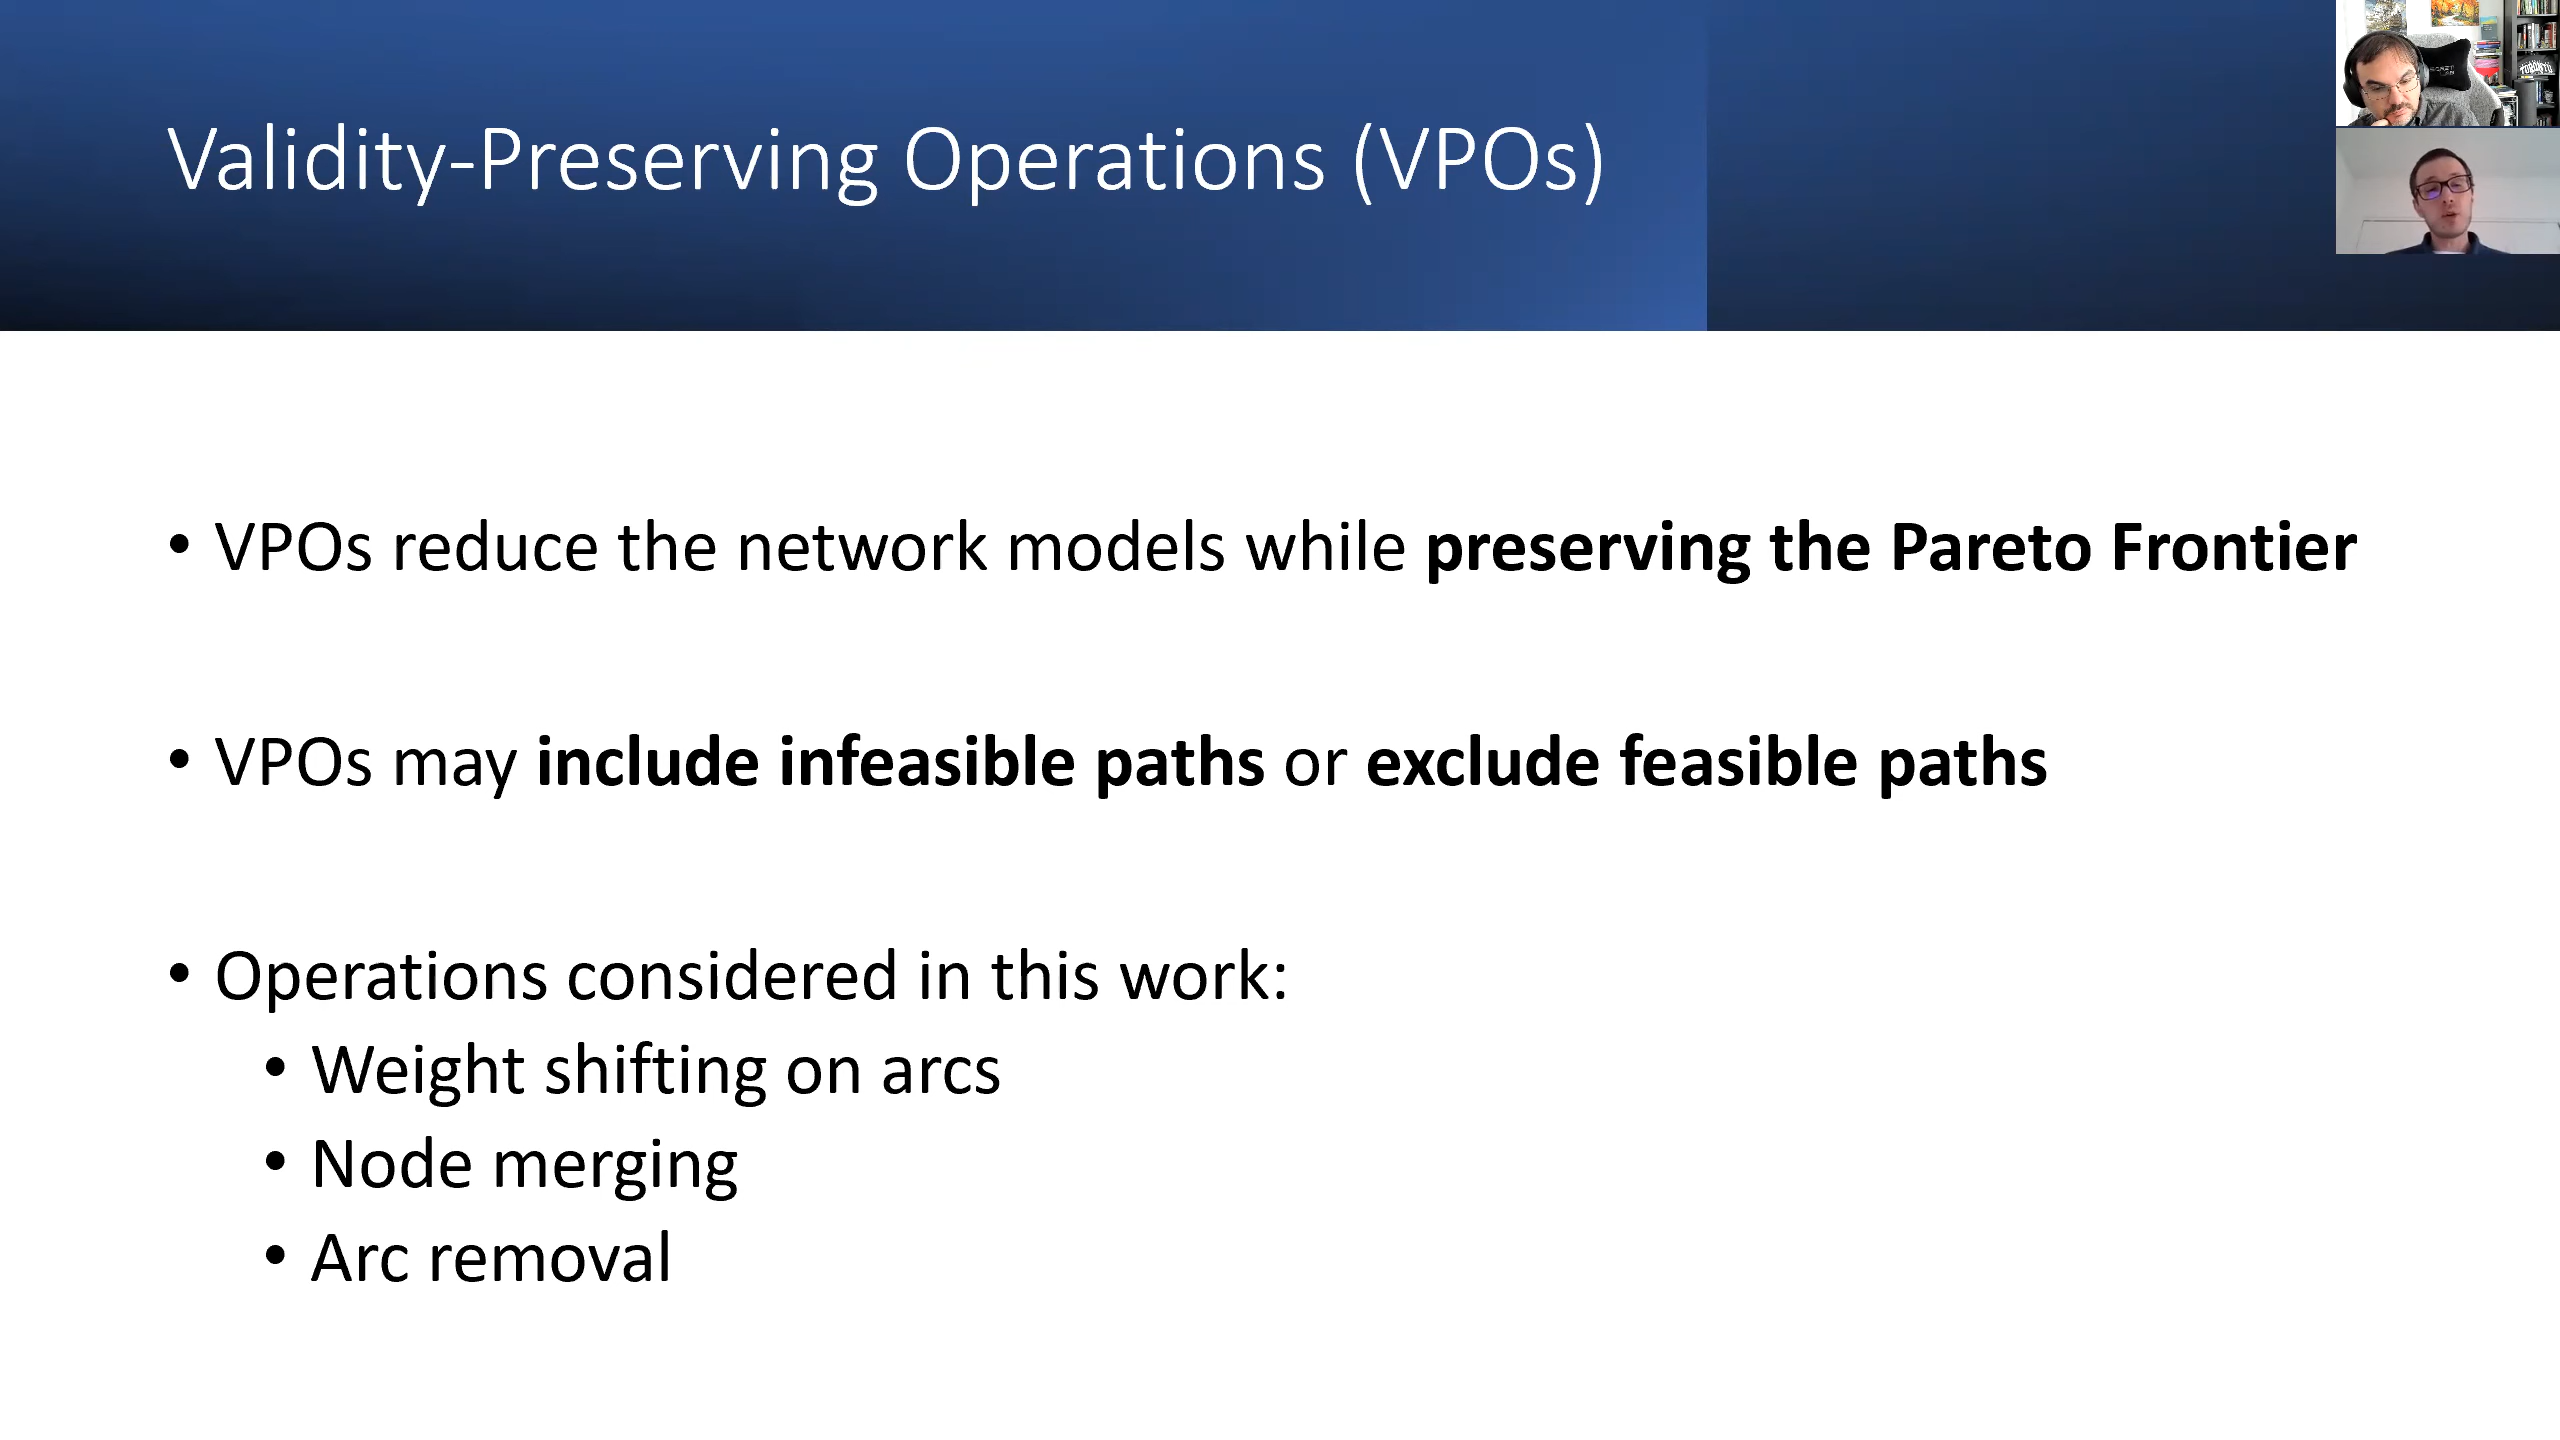 Validity-Preserving Operations (VPOs)
• VPOs reduce the network models while preserving the Pareto Frontier
• VPOs may include infeasible paths or exclude feasible paths
• Operations considered in this work:
• Weight shifting on arcs
• Node merging
• Arc removal
TORONTO